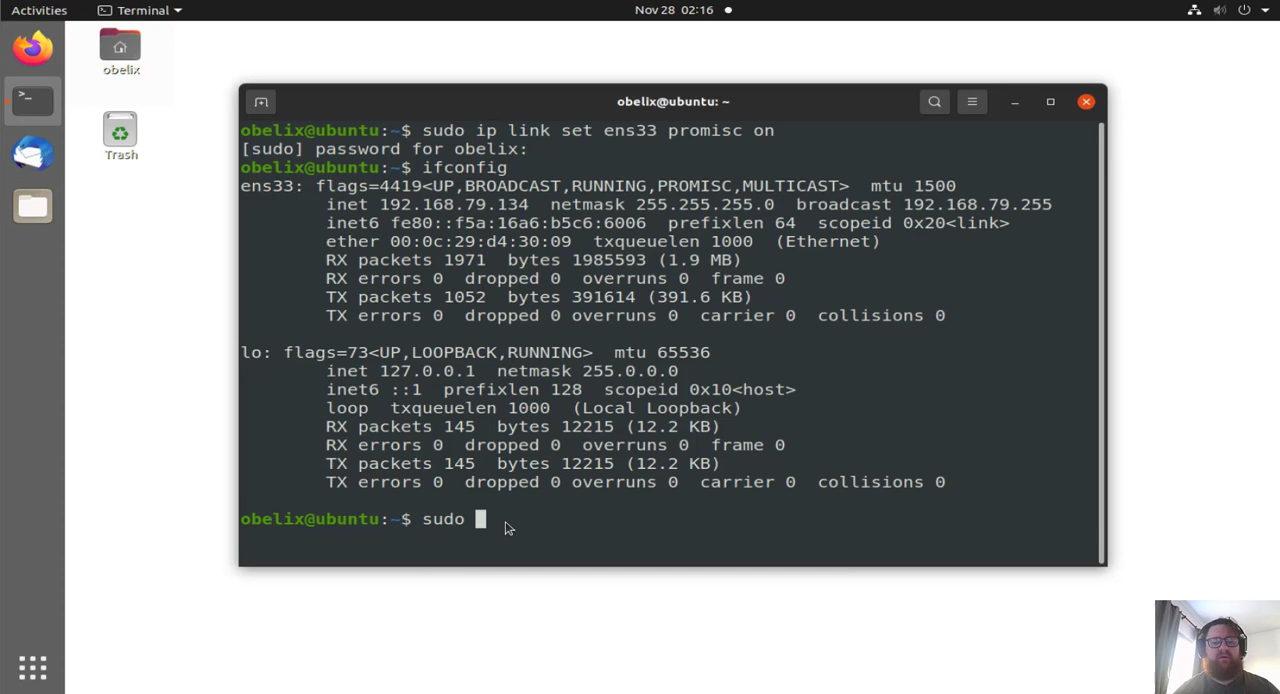 Activities
Terminal
Nov 28 02:16
obelix
Trash
obelix@ubuntu: ~
obelix@ubuntu:~$ sudo ip link set ens33 promisc on
[sudo] password for obelix:
obelix@ubuntu:~$ ifconfig
ens33: flags=4419<UP,BROADCAST,RUNNING,PROMISC,MULTICAST>  mtu 1500
        inet 192.168.79.134  netmask 255.255.255.0  broadcast 192.168.79.255
        inet6 fe80::f5a:16a6:b5c6:6006  prefixlen 64  scopeid 0x20<link>
        ether 00:0c:29:d4:30:09  txqueuelen 1000  (Ethernet)
        RX packets 1971  bytes 1985593 (1.9 MB)
        RX errors 0  dropped 0  overruns 0  frame 0
        TX packets 1052  bytes 391614 (391.6 KB)
        TX errors 0  dropped 0 overruns 0  carrier 0  collisions 0
lo: flags=73<UP,LOOPBACK,RUNNING>  mtu 65536
        inet 127.0.0.1  netmask 255.0.0.0
        inet6 ::1  prefixlen 128  scopeid 0x10<host>
        loop  txqueuelen 1000  (Local Loopback)
        RX packets 145  bytes 12215 (12.2 KB)
        RX errors 0  dropped 0  overruns 0  frame 0
        TX packets 145  bytes 12215 (12.2 KB)
        TX errors 0  dropped 0 overruns 0  carrier 0  collisions 0
obelix@ubuntu:~$ sudo